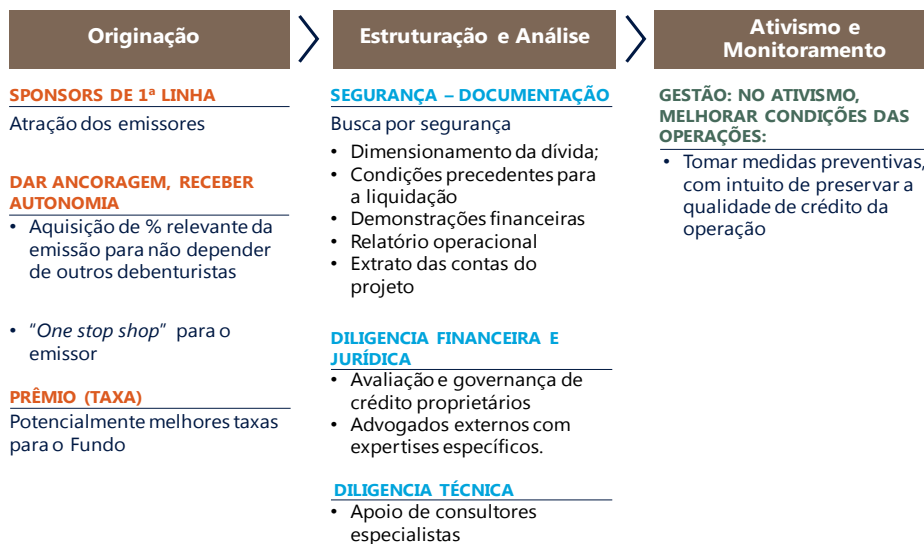 Originação
SPONSORS DE 1ª LINHA
Atração dos emissores
DAR ANCORAGEM, RECEBER
AUTONOMIA
• Aquisição de % relevante da
emissão para não depender
de outros debenturistas
• “One stop shop” para o
emissor
PRÊMIO (TAXA)
Potencialmente melhores taxas
para o Fundo
Estruturação e Análise
SEGURANÇA – DOCUMENTAÇÃO
Busca por segurança
• Dimensionamento da dívida;
• Condições precedentes para
a liquidação
• Demonstrações financeiras
• Relatório operacional
• Extrato das contas do
projeto
DILIGENCIA FINANCEIRA E
JURÍDICA
• Avaliação e governança de
crédito proprietários
• Advogados externos com
expertises específicos.
DILIGENCIA TÉCNICA
• Apoio de consultores
especialistas
Ativismo e
Monitoramento
GESTÃO: NO ATIVISMO,
MELHORAR CONDIÇÕES DAS
OPERAÇÕES:
• Tomar medidas preventivas,
com intuito de preservar a
qualidade de crédito da
operação